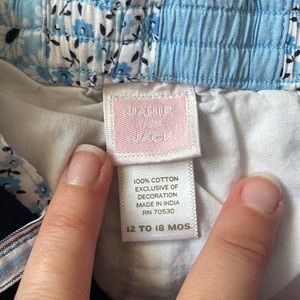 JANIE
AND
JACK
100% COTTON
EXCLUSIVE OF
DECORATION
MADE IN INDIA
RN 70530
12 TO 18 MOS.